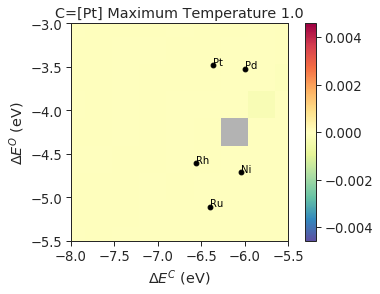 C=[Pt] Maximum Temperature 1.0
−3.0
−3.5
−4.0
−4.5
−5.0
−5.5
ΔE^O (eV)
Pt
Pd
Rh
Ni
Ru
−8.0 −7.5 −7.0 −6.5 −6.0 −5.5
ΔE^C (eV)
0.004
0.002
0.000
−0.002
−0.004